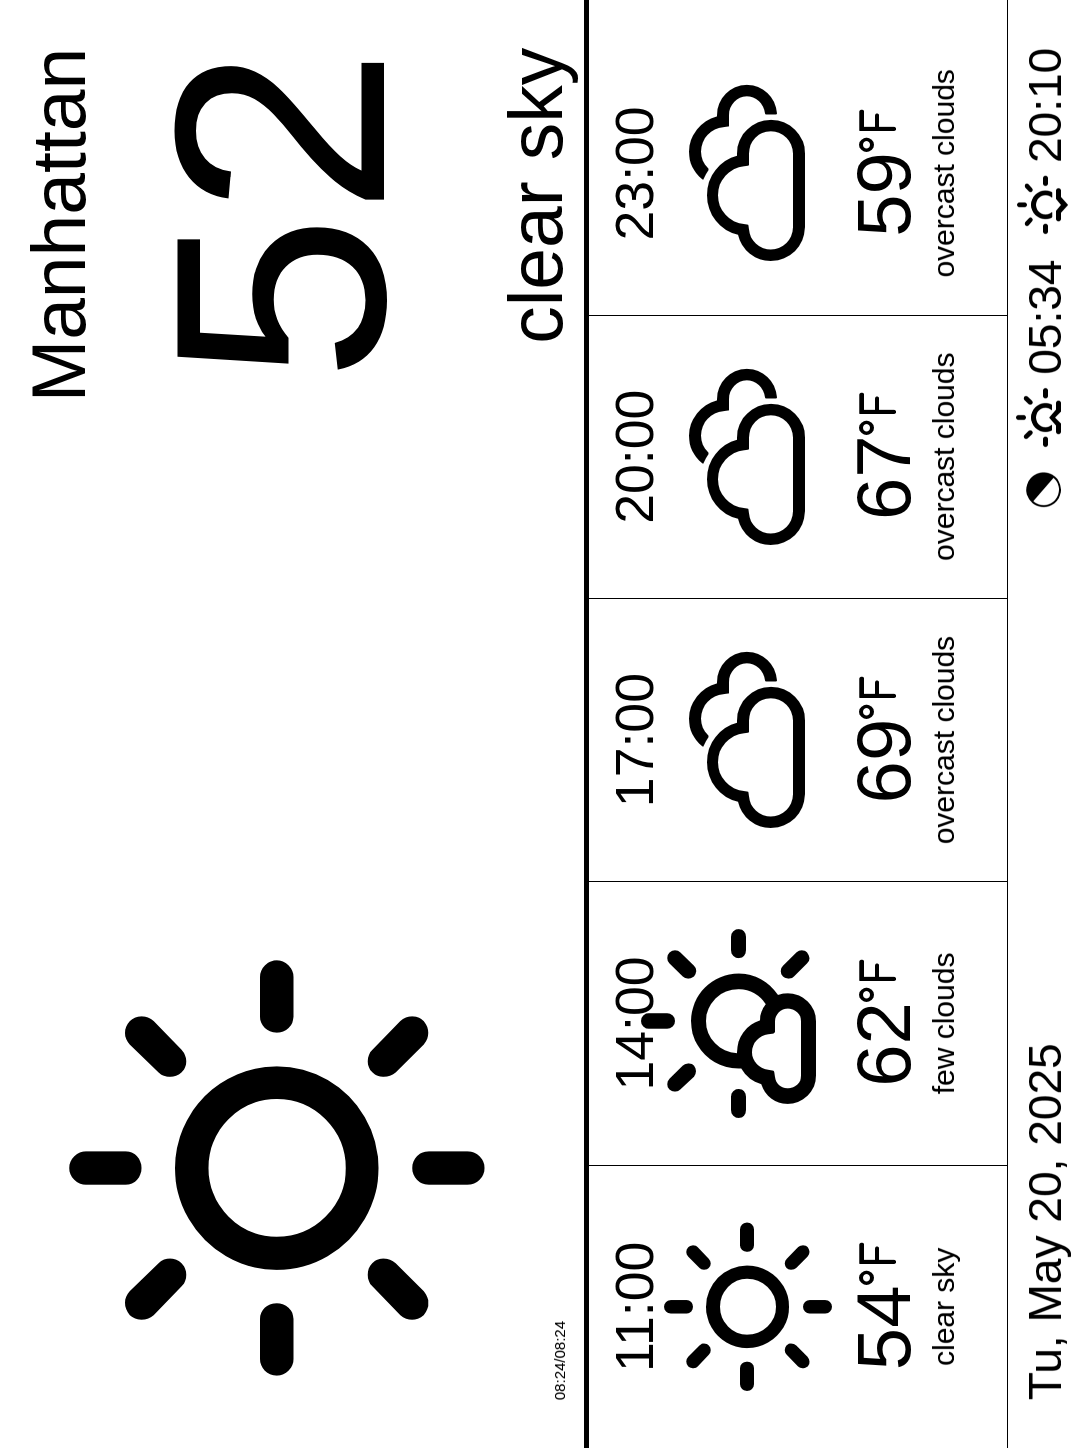 Manhattan
52
clear sky
08:24/08:24
11:00
54°F
clear sky
14:00
62°F
few clouds
17:00
69°F
overcast clouds
20:00
67°F
overcast clouds
23:00
59°F
overcast clouds
Tu, May 20, 2025
05:34 20:10